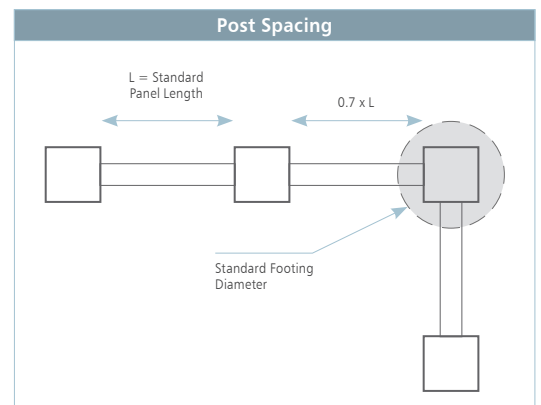 Post Spacing
L = Standard
Panel Length
0.7 x L
Standard Footing
Diameter